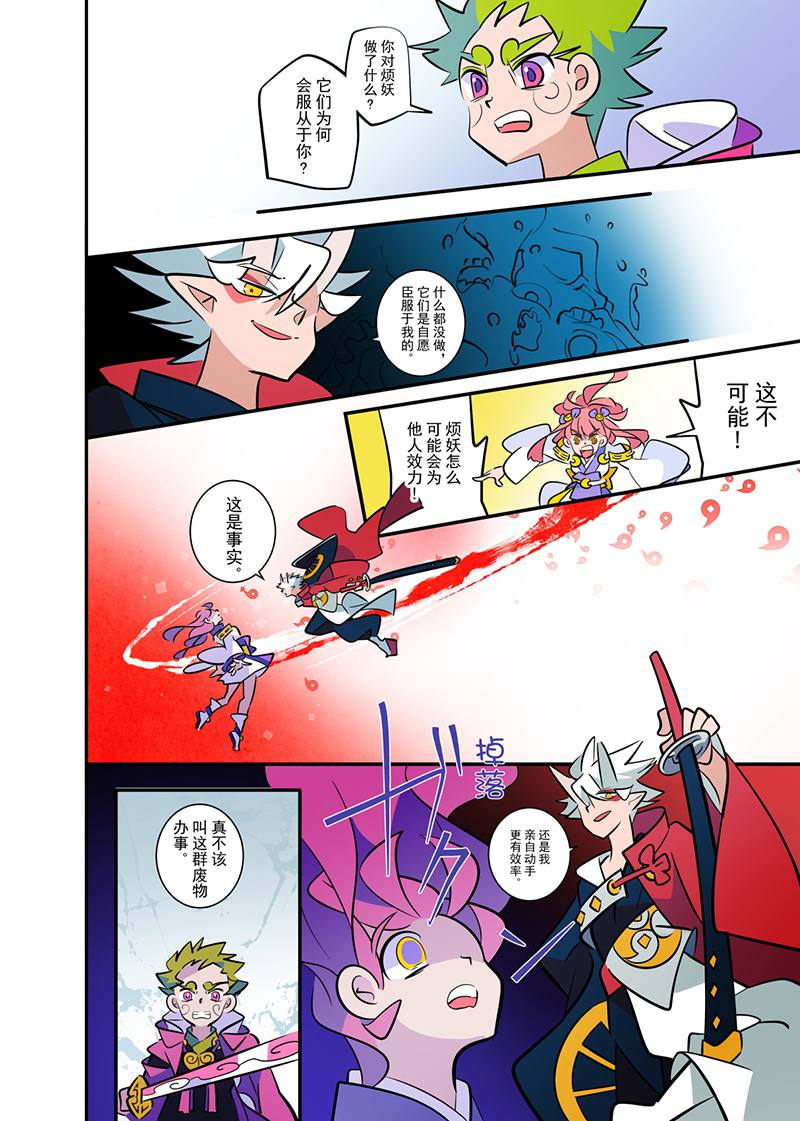 你对烦妖
做了什么？
它们为何
会服从于你？
什么都没做，
它们是自愿
臣服于我的。
这不
可能！
烦妖怎么
可能会为
他人效力！
这是事实。
掉落
还是我
亲自动手
更有效率。
真不该
叫这群废物
办事。